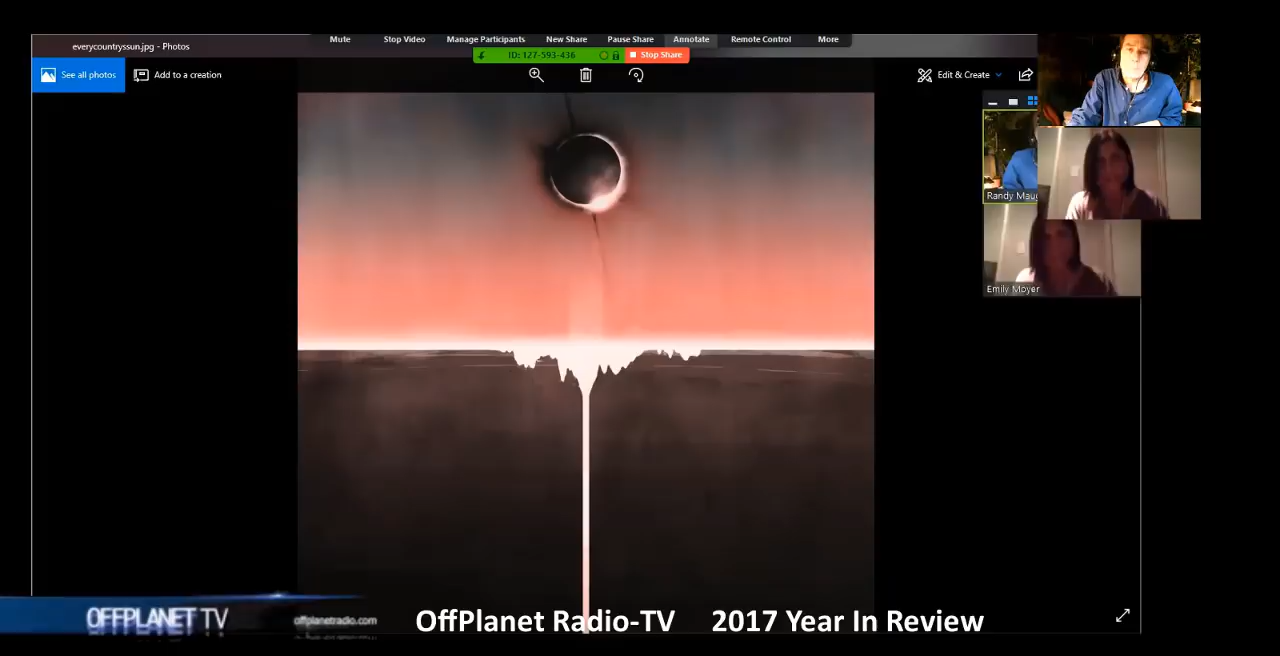 everycountryssun.jpg - Photos
Mute Stop Video Manage Participants New Share Pause Share Annotate Remote Control More
ID: 127-593-436 Stop Share
See all photos Add to a creation Edit & Create
Randy Mau
Emily Moyer
OFFPLANET TV offplanetradio.com OffPlanet Radio-TV 2017 Year In Review